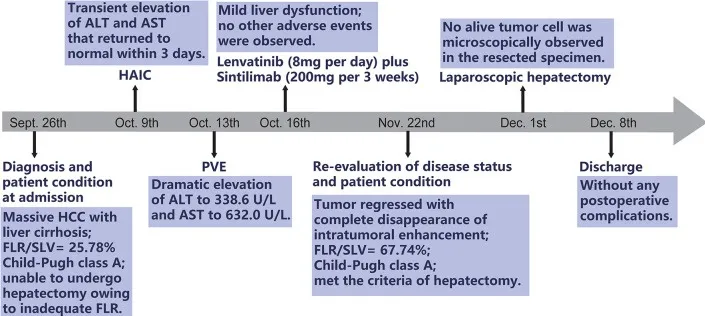 Transient elevation
of ALT and AST
that returned to
normal within 3 days.
HAIC
Mild liver dysfunction;
no other adverse events
were observed.
Lenvatinib (8mg per day) plus
Sintilimab (200mg per 3 weeks)
No alive tumor cell was
microscopically observed
in the resected specimen.
Laparoscopic hepatectomy
Sept. 26th
Oct. 9th
Oct. 13th
Oct. 16th
Nov. 22nd
Dec. 1st
Dec. 8th
Diagnosis and
patient condition
at admission
Massive HCC with
liver cirrhosis;
FLR/SLV= 25.78%
Child-Pugh class A;
unable to undergo
hepatectomy owing
to inadequate FLR.
PVE
Dramatic elevation
of ALT to 338.6 U/L
and AST to 632.0 U/L.
Re-evaluation of disease status
and patient condition
Tumor regressed with
complete disappearance of
intratumoral enhancement;
FLR/SLV= 67.74%;
Child-Pugh class A;
met the criteria of hepatectomy.
Discharge
Without any
postoperative
complications.